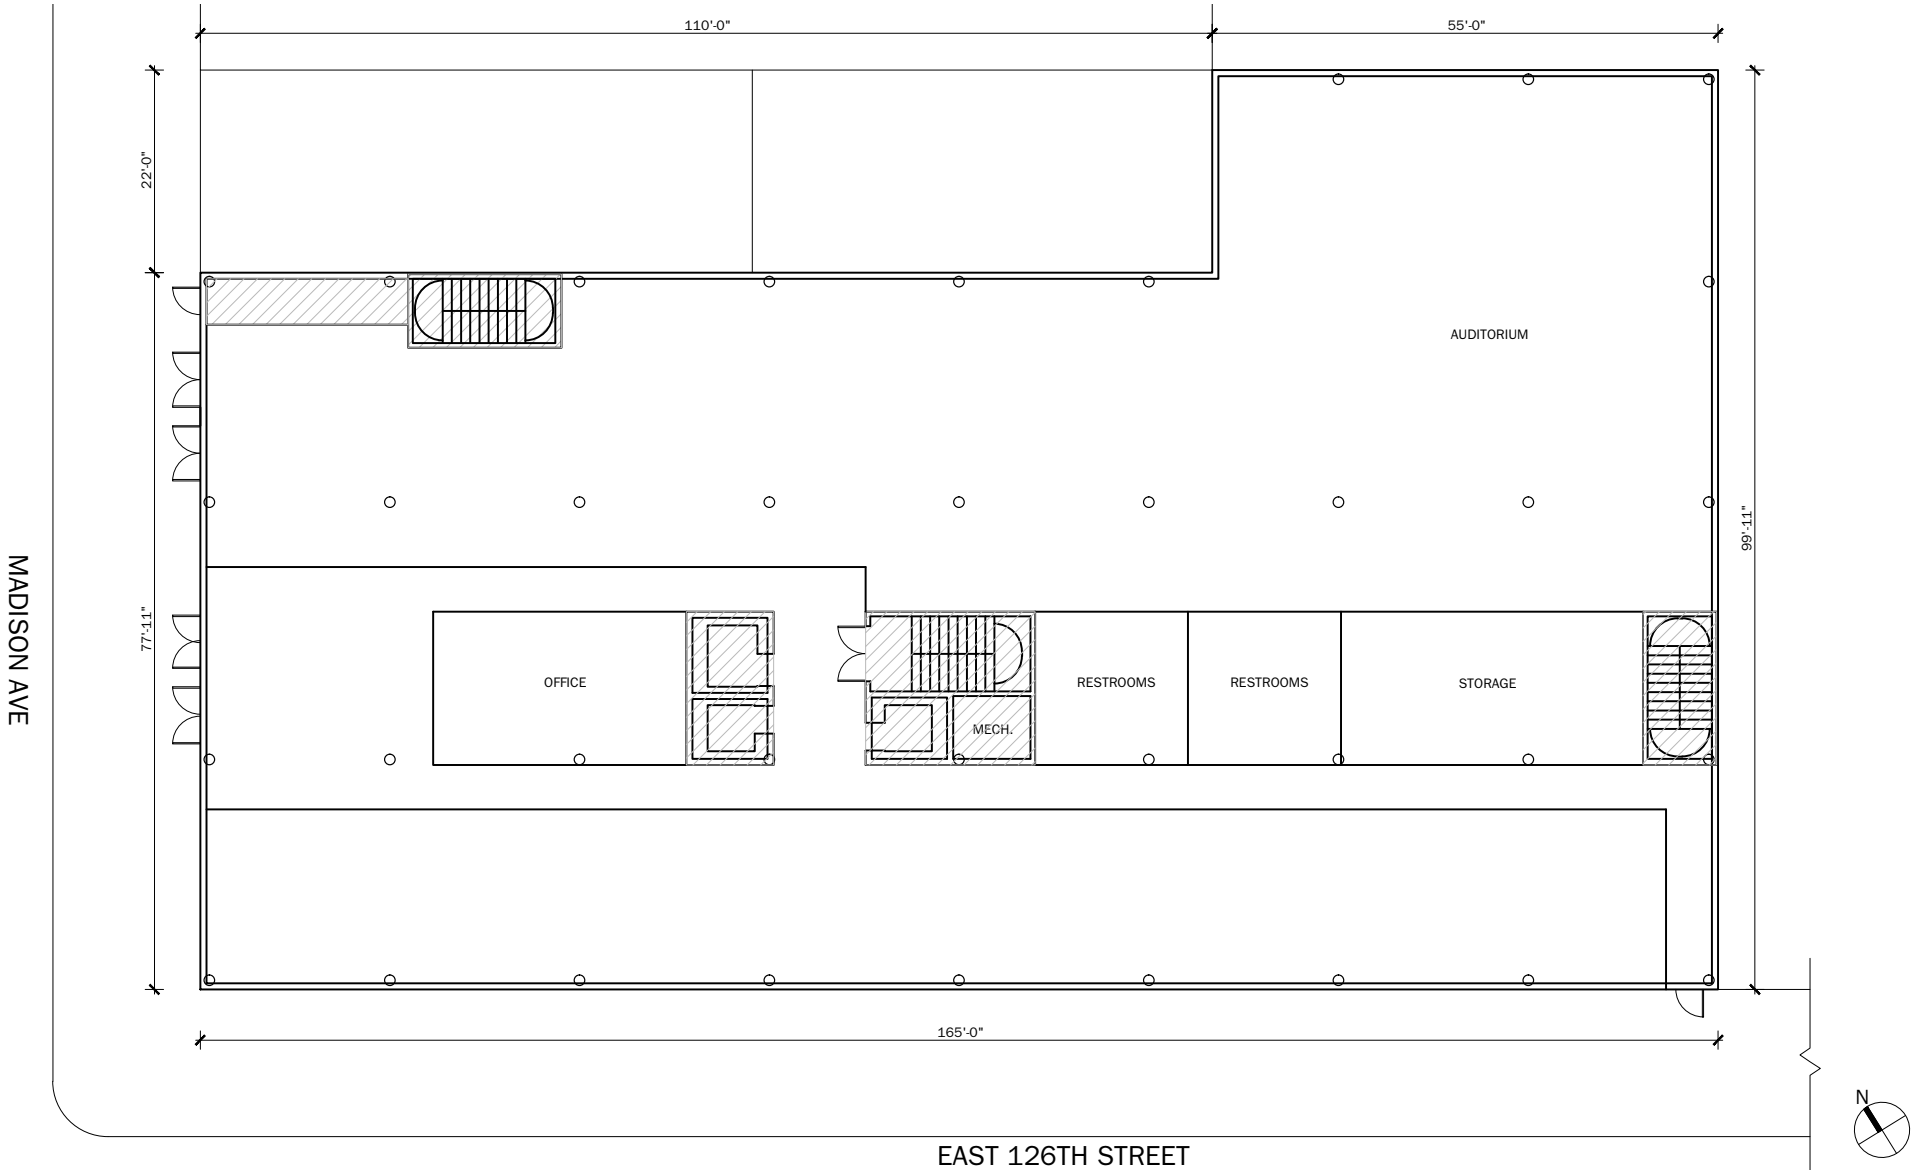 110'-0"
55'-0"
22'-0"
AUDITORIUM
99'-11"
MADISON AVE
77'-11"
OFFICE
RESTROOMS
RESTROOMS
STORAGE
MECH.
165'-0"
N
EAST 126TH STREET